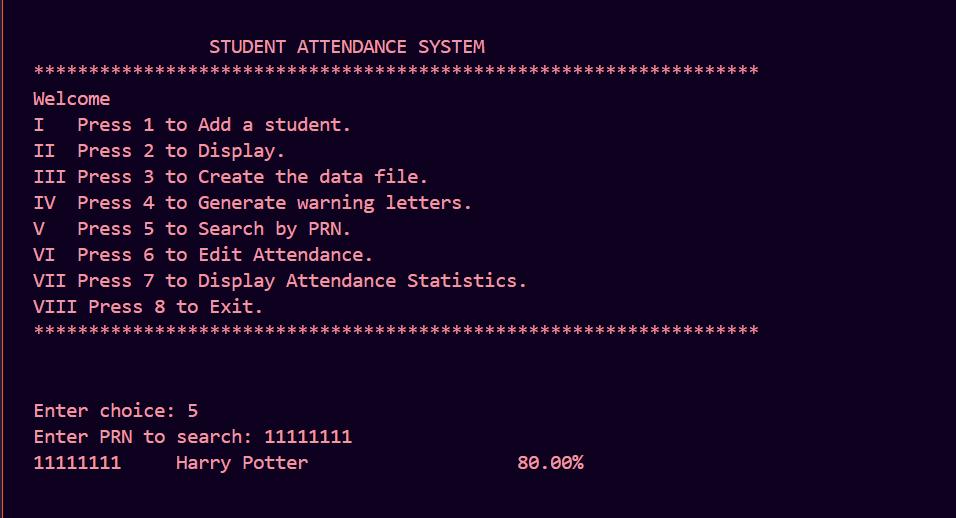 STUDENT ATTENDANCE SYSTEM
******************************************************************
Welcome
I   Press 1 to Add a student.
II  Press 2 to Display.
III Press 3 to Create the data file.
IV  Press 4 to Generate warning letters.
V   Press 5 to Search by PRN.
VI  Press 6 to Edit Attendance.
VII Press 7 to Display Attendance Statistics.
VIII Press 8 to Exit.
******************************************************************
Enter choice: 5
Enter PRN to search: 11111111
11111111     Harry Potter                   80.00%